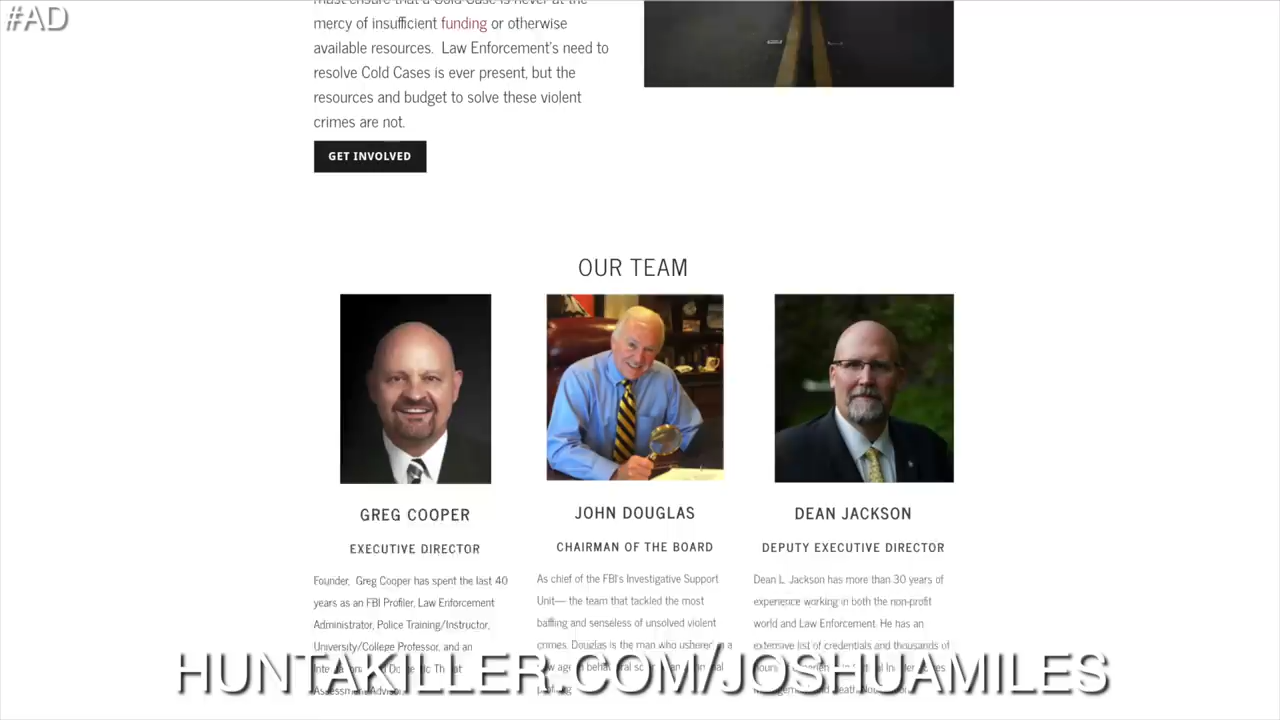 #AD
must ensure that a Cold Case is never at the
mercy of insufficient funding or otherwise
available resources. Law Enforcement's need to
resolve Cold Cases is ever present, but the
resources and budget to solve these violent
crimes are not.
GET INVOLVED
OUR TEAM
GREG COOPER
EXECUTIVE DIRECTOR
Founder, Greg Cooper has spent the last 40
years as an FBI Profiler, Law Enforcement
Administrator, Police Training/Instructor,
University/College Professor, and an
Assessment Advisor
JOHN DOUGLAS
CHAIRMAN OF THE BOARD
As chief of the FBI's Investigative Support
Unit— the team that tackled the most
baffling and senseless of unsolved violent
crimes, Douglas is the man who ushered in a
DEAN JACKSON
DEPUTY EXECUTIVE DIRECTOR
Dean L. Jackson has more than 30 years of
experience working in both the non-profit
world and Law Enforcement. He has an
extensive list of credentials and thousands of
HUNTAKILLER.COM/JOSHUAMILES